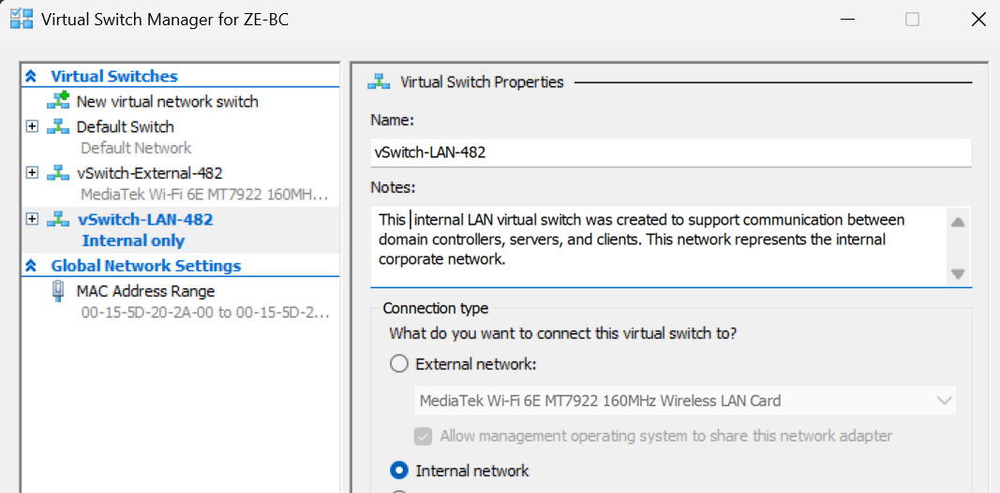 Virtual Switch Manager for ZE-BC
Virtual Switches
New virtual network switch
Default Switch
Default Network
vSwitch-External-482
MediaTek Wi-Fi 6E MT7922 160MH...
vSwitch-LAN-482
Internal only
Global Network Settings
MAC Address Range
00-15-5D-20-2A-00 to 00-15-5D-2...
Virtual Switch Properties
Name:
vSwitch-LAN-482
Notes:
This internal LAN virtual switch was created to support communication between
domain controllers, servers, and clients. This network represents the internal
corporate network.
Connection type
What do you want to connect this virtual switch to?
External network:
MediaTek Wi-Fi 6E MT7922 160MHz Wireless LAN Card
Allow management operating system to share this network adapter
Internal network